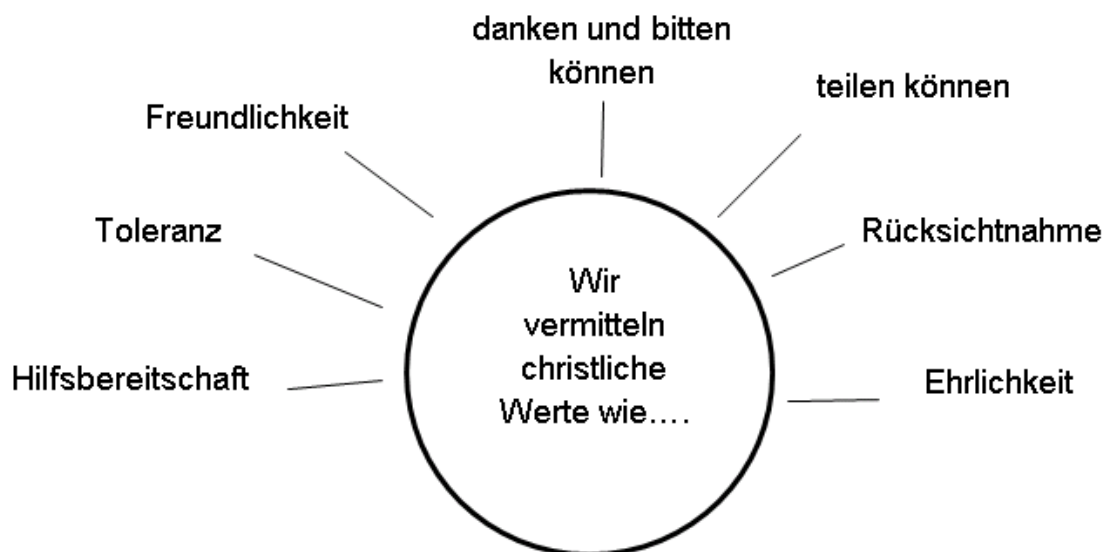 danken und bitten
können
teilen können
Freundlichkeit
Toleranz
Rücksichtnahme
Wir
vermitteln
christliche
Werte wie….
Hilfsbereitschaft
Ehrlichkeit